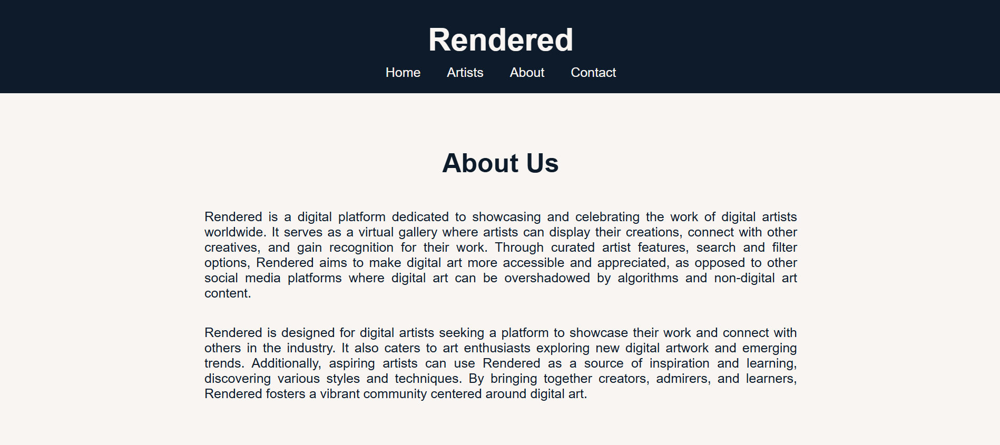 Rendered
Home Artists About Contact
About Us
Rendered is a digital platform dedicated to showcasing and celebrating the work of digital artists
worldwide. It serves as a virtual gallery where artists can display their creations, connect with other
creatives, and gain recognition for their work. Through curated artist features, search and filter
options, Rendered aims to make digital art more accessible and appreciated, as opposed to other
social media platforms where digital art can be overshadowed by algorithms and non-digital art
content.
Rendered is designed for digital artists seeking a platform to showcase their work and connect with
others in the industry. It also caters to art enthusiasts exploring new digital artwork and emerging
trends. Additionally, aspiring artists can use Rendered as a source of inspiration and learning,
discovering various styles and techniques. By bringing together creators, admirers, and learners,
Rendered fosters a vibrant community centered around digital art.